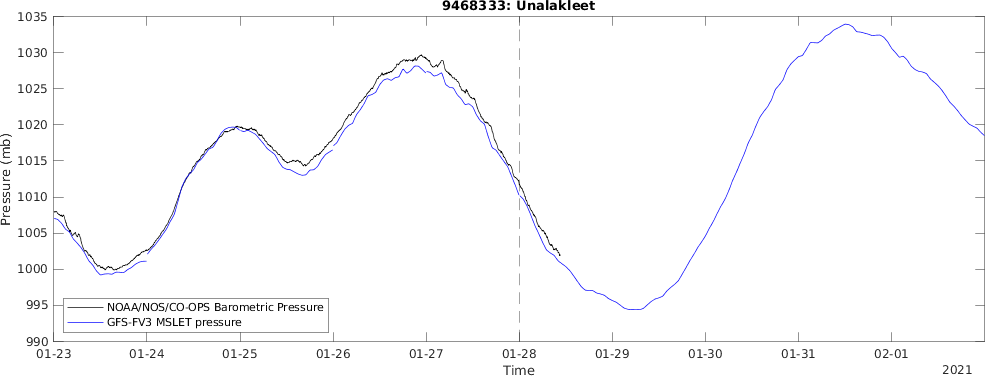 9468333: Unalakleet
1035
1030
1025
1020
1015
1010
1005
1000
995
990
Pressure (mb)
NOAA/NOS/CO-OPS Barometric Pressure
GFS-FV3 MSLET pressure
01-23 01-24 01-25 01-26 01-27 01-28 01-29 01-30 01-31 02-01
Time
2021